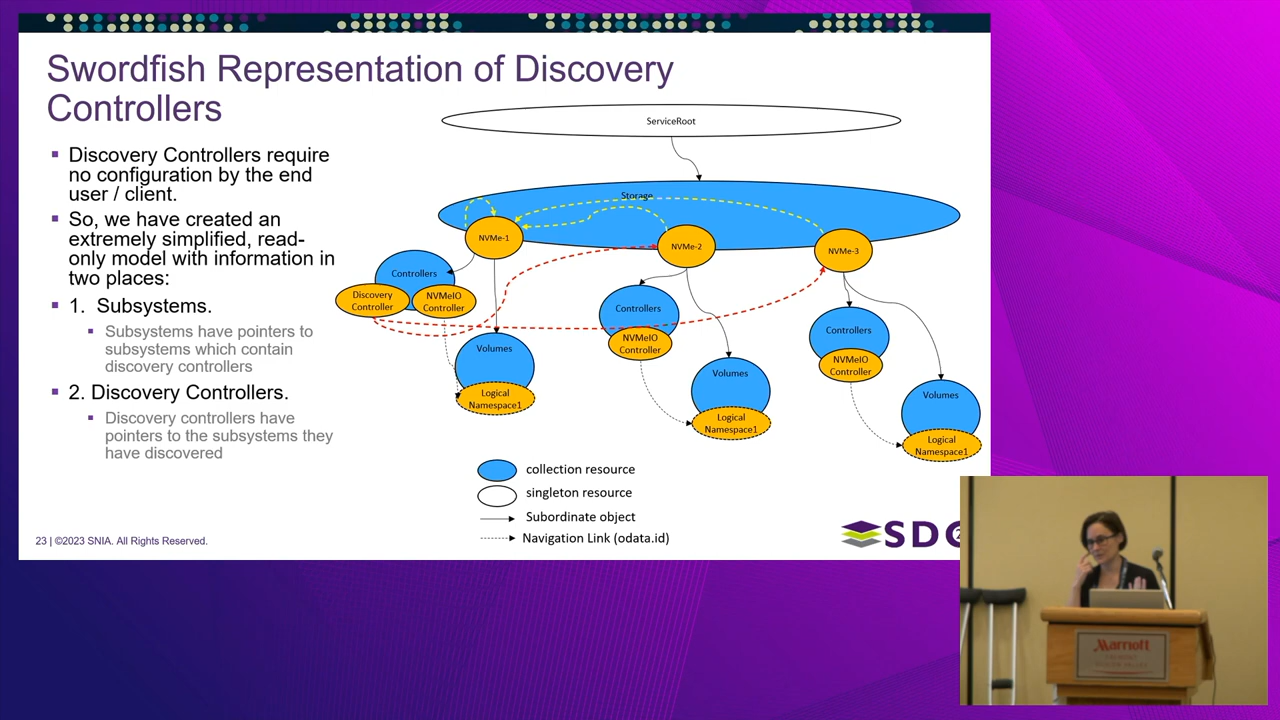 Swordfish Representation of Discovery
Controllers
Discovery Controllers require
no configuration by the end
user / client.
So, we have created an
extremely simplified, read-
only model with information in
two places:
1. Subsystems.
Subsystems have pointers to
subsystems which contain
discovery controllers
2. Discovery Controllers.
Discovery controllers have
pointers to the subsystems they
have discovered
ServiceRoot
Storage
NVMe-1
NVMe-2
NVMe-3
Controllers
Discovery
Controller
NVMeIO
Controller
Volumes
Logical
Namespace1
Controllers
NVMeIO
Controller
Volumes
Logical
Namespace1
Controllers
NVMeIO
Controller
Volumes
Logical
Namespace1
collection resource
singleton resource
Subordinate object
Navigation Link (odata.id)
23 | ©2023 SNIA. All Rights Reserved.
SDC
Marriott